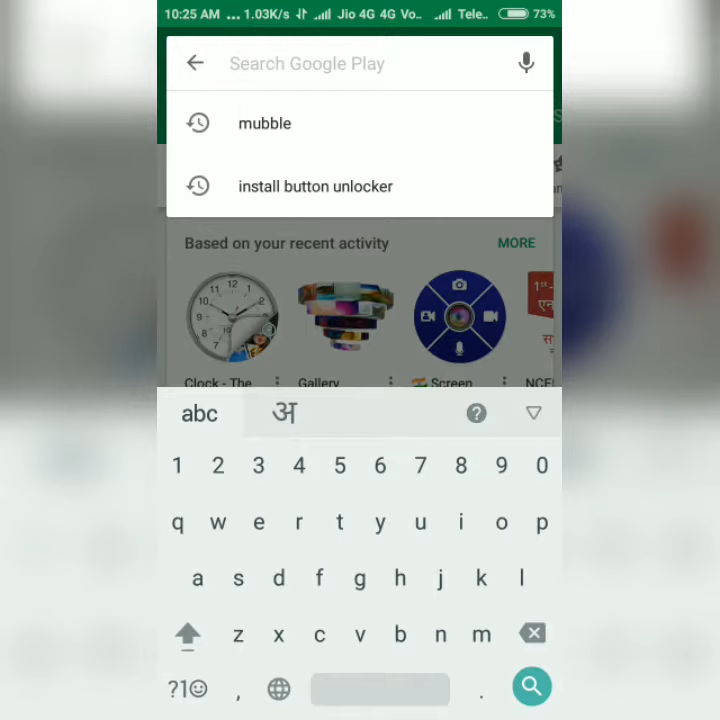 10:25 AM ... 1.03K/s Jio 4G 4G Vo.. Tele.. 73%
Search Google Play
mubble
install button unlocker
Based on your recent activity MORE
Clock - The Gallery Screen NCE
abc अ
1 2 3 4 5 6 7 8 9 0
q w e r t y u i o p
a s d f g h j k l
z x c v b n m
?1☺ , .